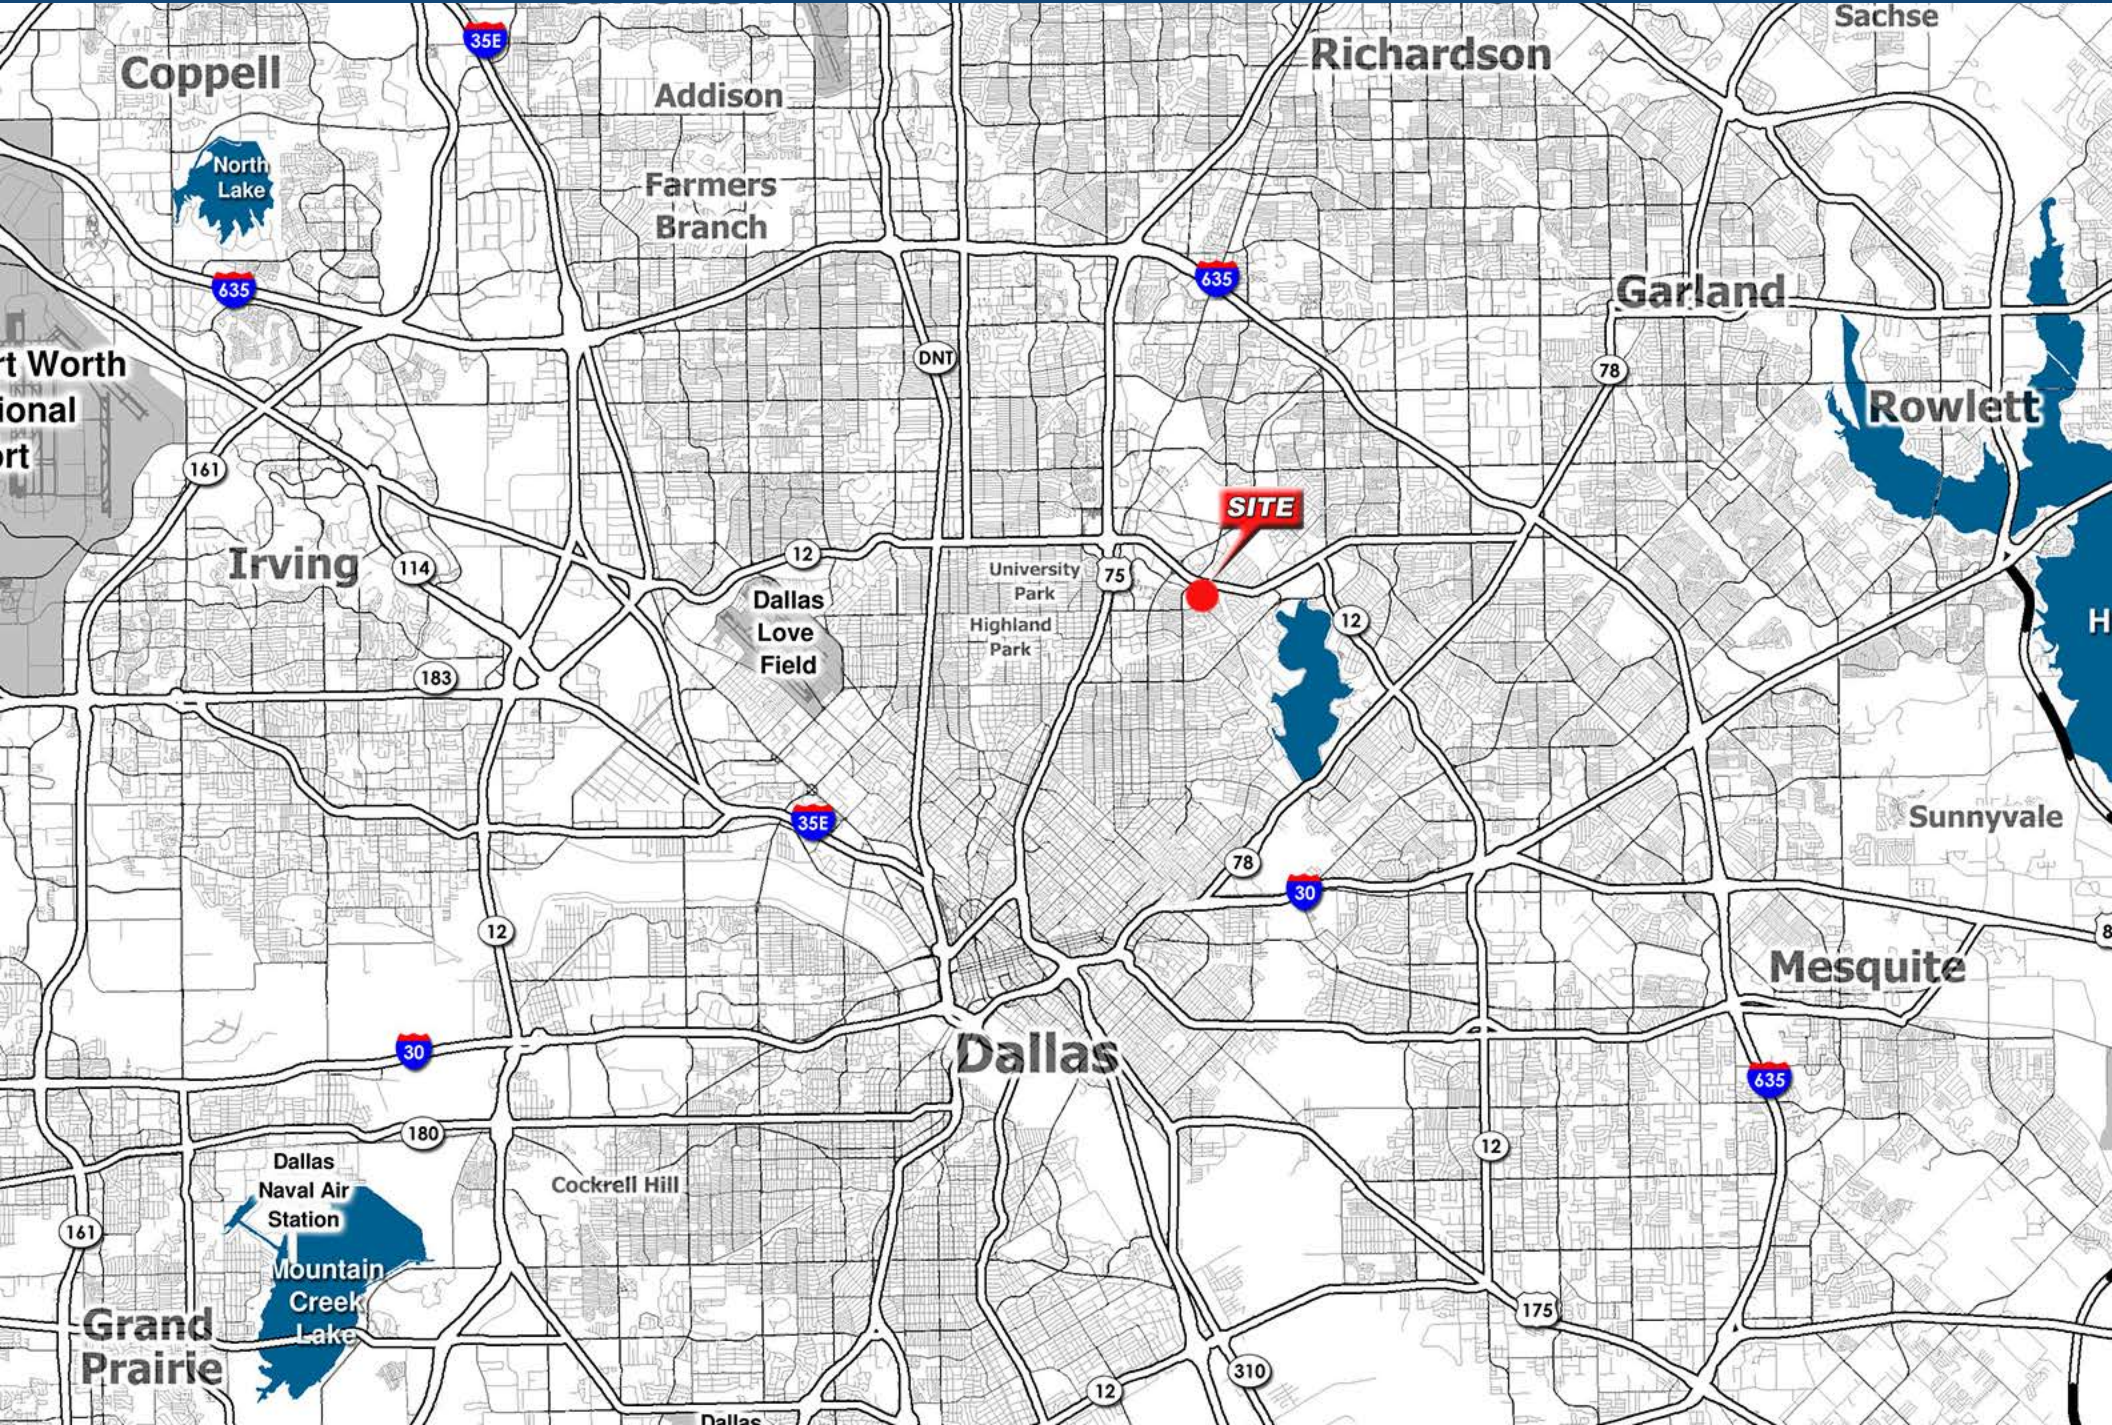 Sachse
35E
Richardson
Coppell
Addison
North
Lake
Farmers
Branch
635
635
Garland
DNT
78
rt Worth
ional
ort
Rowlett
161
SITE
12
Irving
114
University
Park
75
Dallas
Love
Field
Highland
Park
12
H
183
35E
Sunnyvale
78
30
12
8
Mesquite
30
Dallas
635
180
12
Dallas
Naval Air
Station
Cockrell Hill
161
Mountain
Creek
Lake
Grand
Prairie
175
310
12
Dallas